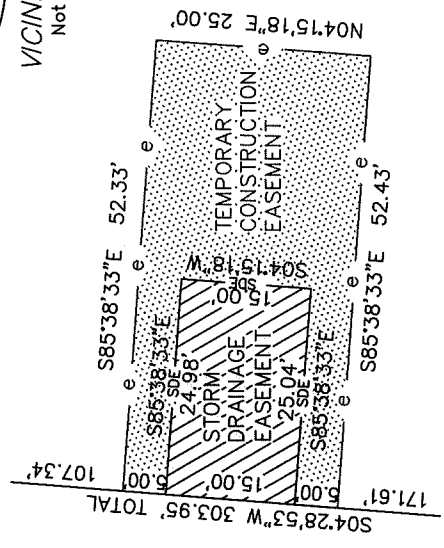 VICIN
Not
N04°15'18"E 25.00'
S85°38'33"E 52.33'
TEMPORARY
CONSTRUCTION
EASEMENT
S04°15'18"W
SDE
15.00'
S85°38'33"E
SDE
24.98'
STORM
DRAINAGE
EASEMENT
25.04'
SDE
S85°38'33"E
S85°38'33"E 52.43'
107.34'
5.00'
15.00'
5.00'
171.61'
S04°28'53"W 303.95' TOTAL
e
e
e
e
e
e
e